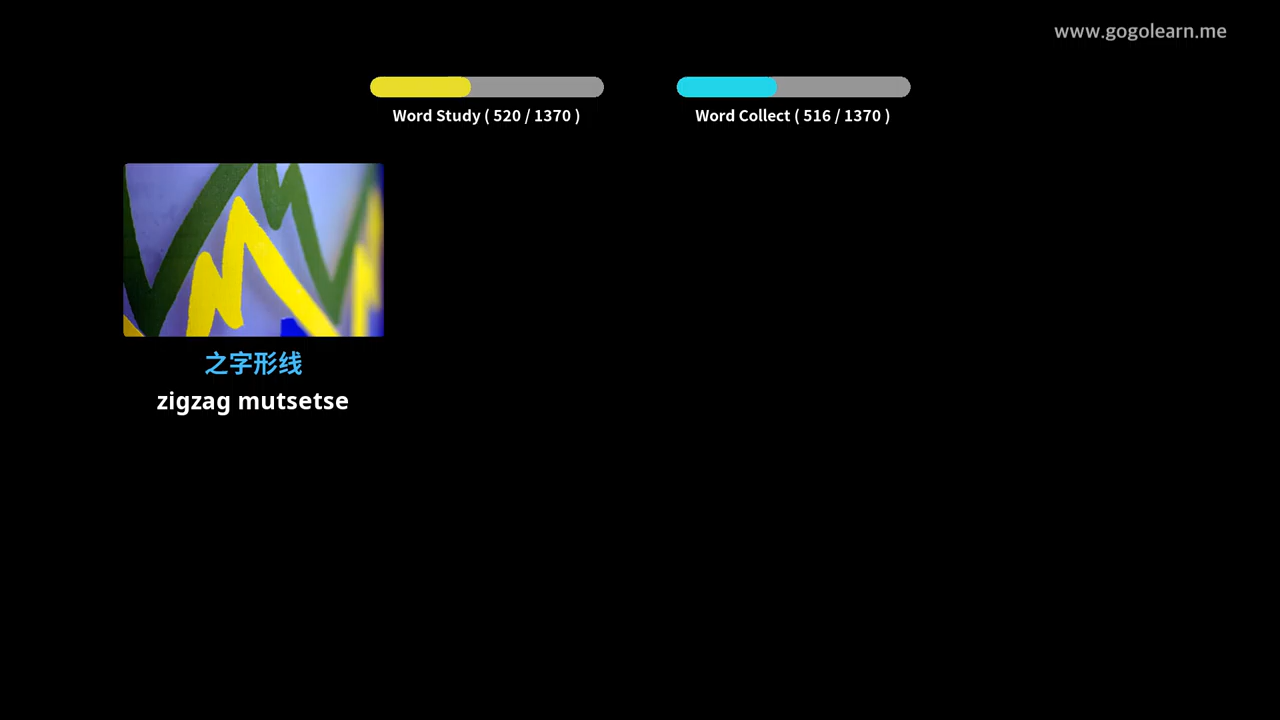 www.gogolearn.me
Word Study ( 520 / 1370 )
Word Collect ( 516 / 1370 )
之字形线
zigzag mutsetse